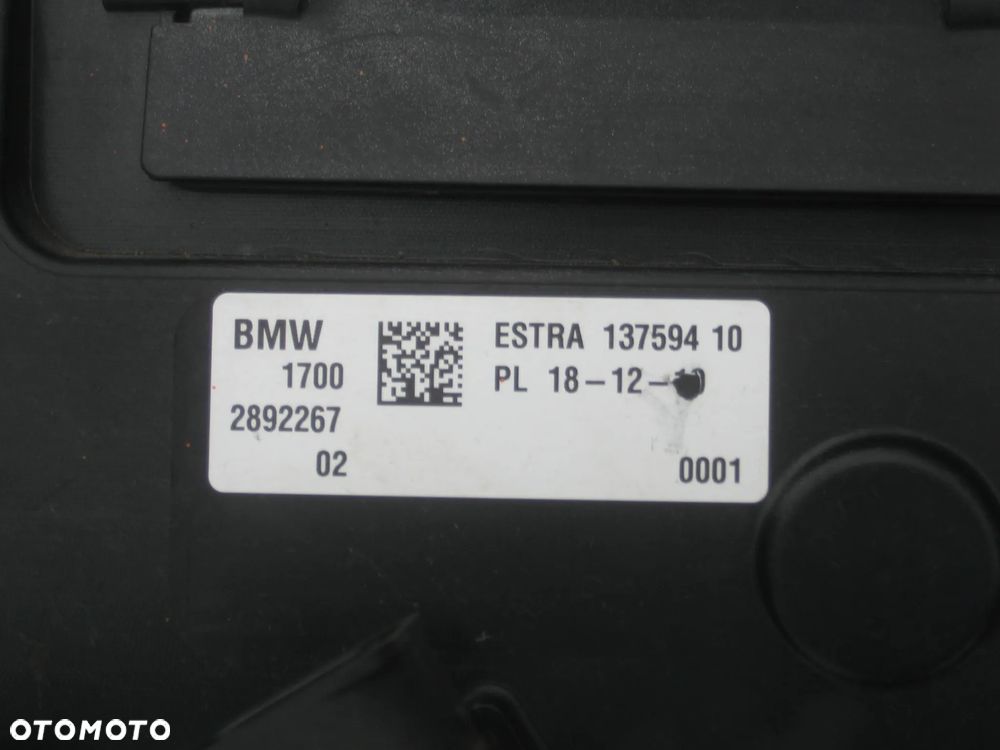 BMW
1700
2892267
02
ESTRA 137594 10
PL 18-12-
0001
OTOMOTO